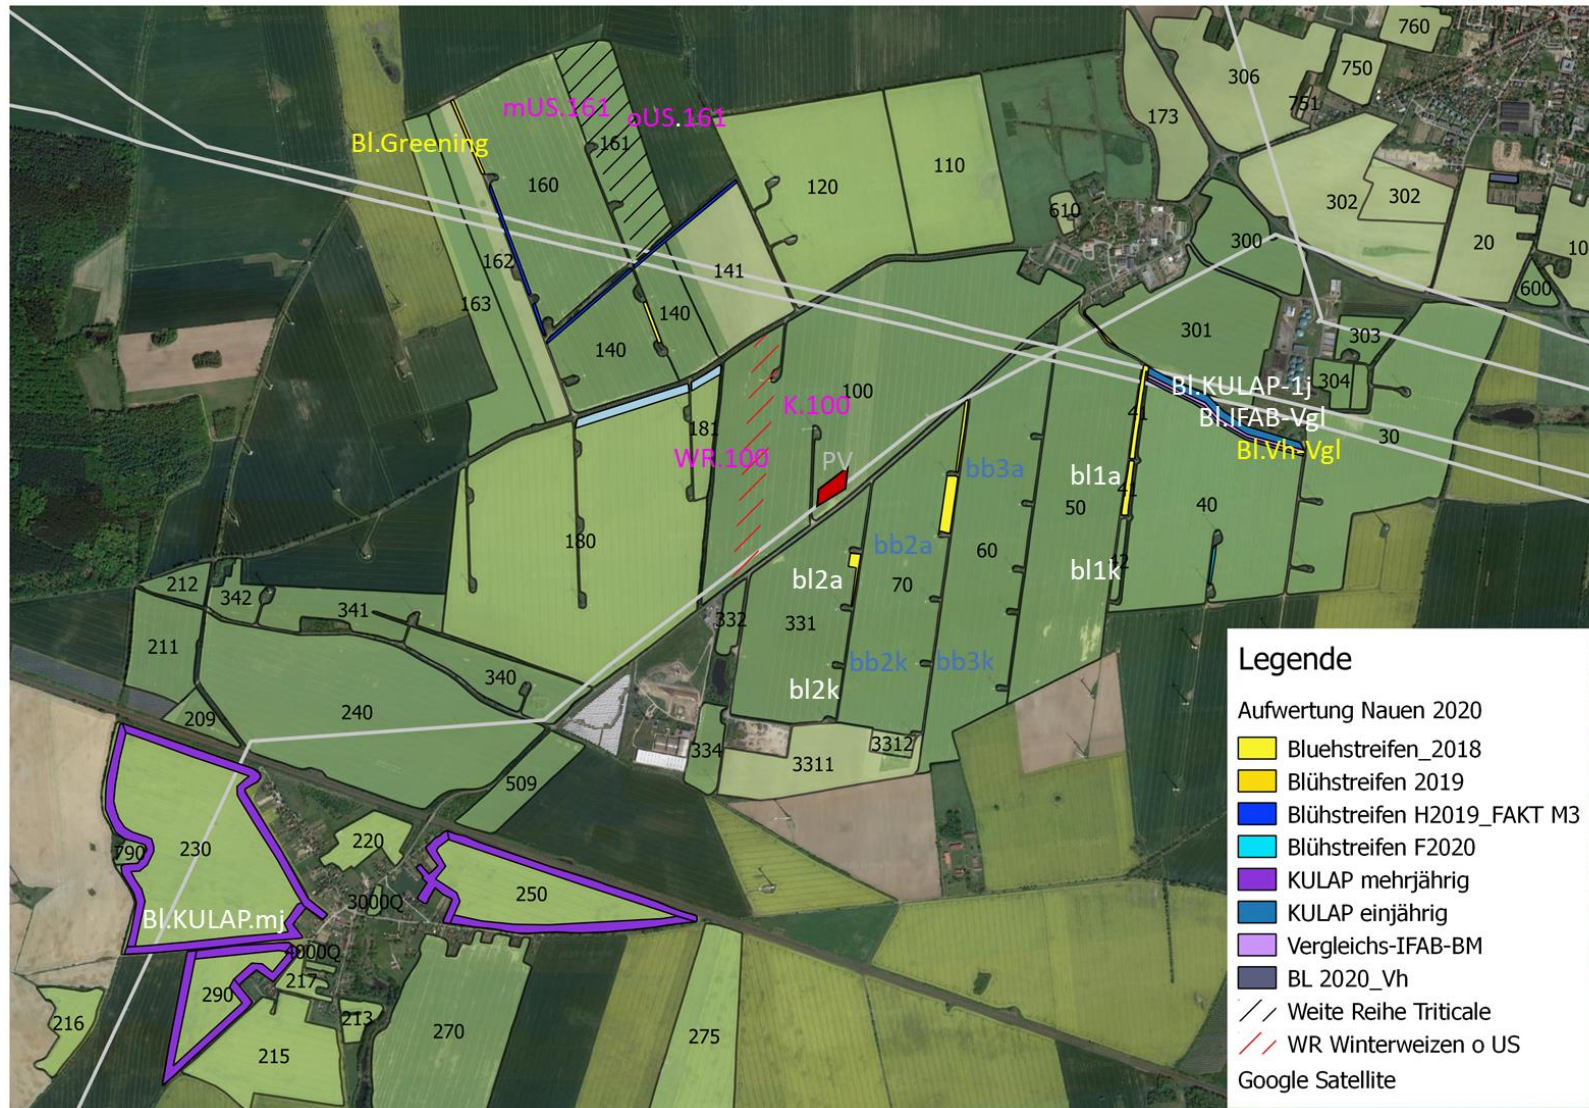 760
306
750
751
173
mUS.161
oUS.161
161
Bl.Greening
160
120
110
610
302
302
20
10
300
600
162
163
141
140
140
301
303
304
30
100
K.100
181
WR.100
PV
Bl.KULAP-1j
Bl.IFAB-Vgl
Bl.Vh-Vgl
41
41
bl1a
bb3a
50
40
180
bb2a
60
bl2a
70
bl1k
212
342
341
332
331
211
340
bb2k
bb3k
bl2k
209
240
334
3312
3311
509
230
220
790
250
3000Q
Bl.KULAP.mj
4000Q
217
290
213
216
215
270
275
Legende
Aufwertung Nauen 2020
Bluehstreifen_2018
Blühstreifen 2019
Blühstreifen H2019_FAKT M3
Blühstreifen F2020
KULAP mehrjährig
KULAP einjährig
Vergleichs-IFAB-BM
BL 2020_Vh
Weite Reihe Triticale
WR Winterweizen o US
Google Satellite